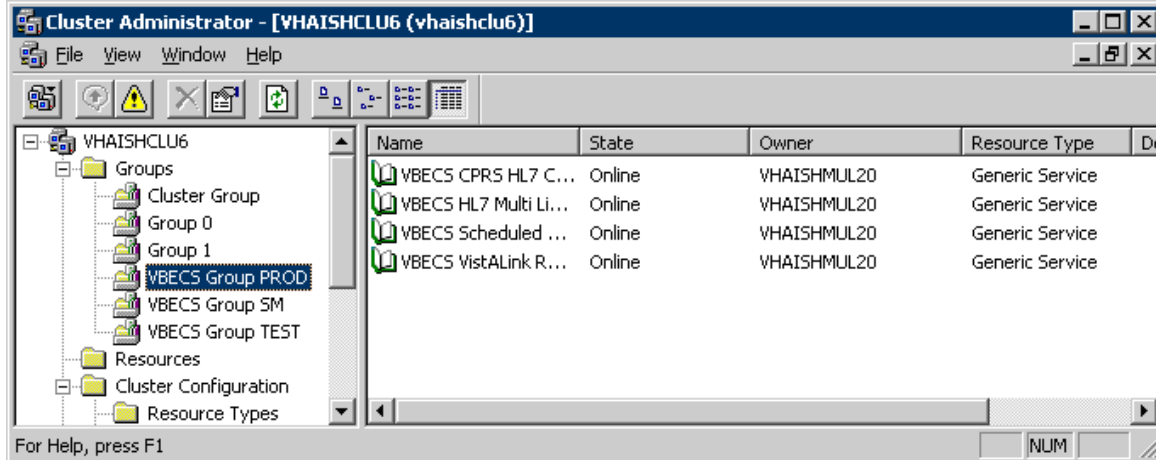 Cluster Administrator - [VHAISHCLU6 (vhaishclu6)]
File View Window Help
VHAISHCLU6
Groups
Cluster Group
Group 0
Group 1
VBECS Group PROD
VBECS Group SM
VBECS Group TEST
Resources
Cluster Configuration
Resource Types
Name State Owner Resource Type De
VBECS CPRS HL7 C... Online VHAISHMUL20 Generic Service
VBECS HL7 Multi Li... Online VHAISHMUL20 Generic Service
VBECS Scheduled ... Online VHAISHMUL20 Generic Service
VBECS VistALink R... Online VHAISHMUL20 Generic Service
For Help, press F1 NUM